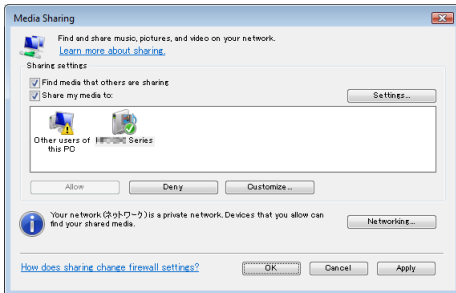 Media Sharing
Find and share music, pictures, and video on your network.
Learn more about sharing.
Sharing settings
Find media that others are sharing
Share my media to:
Settings...
Other users of
this PC
Series
Allow
Deny
Customize...
Your network (ネットワーク) is a private network. Devices that you allow can
find your shared media.
Networking...
How does sharing change firewall settings?
OK
Cancel
Apply